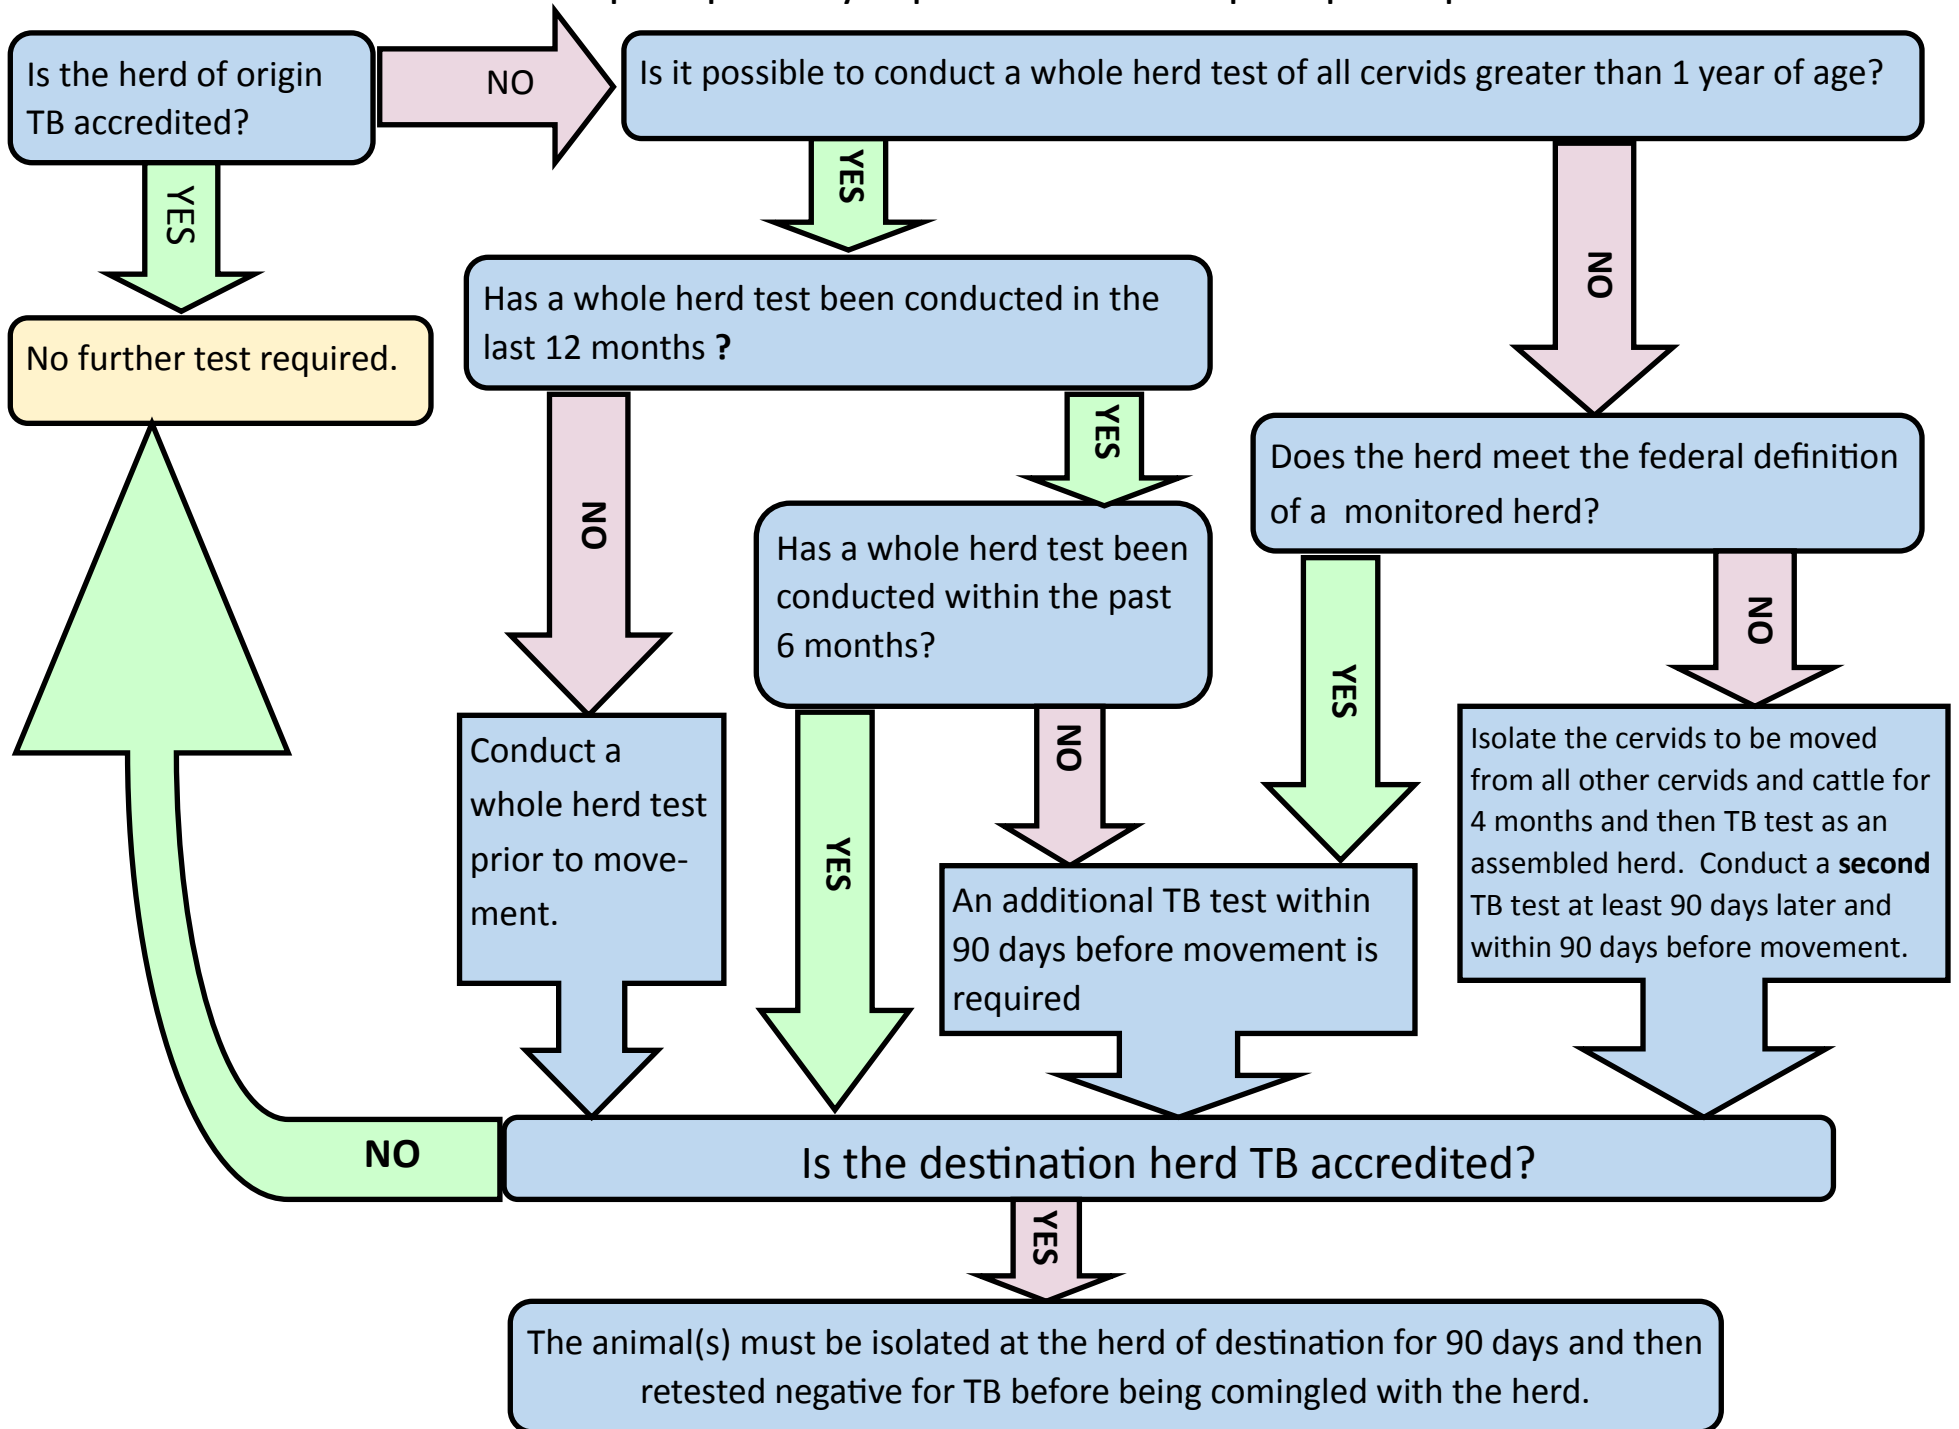 Is the herd of origin
TB accredited?
NO
Is it possible to conduct a whole herd test of all cervids greater than 1 year of age?
YES
YES
NO
No further test required.
Has a whole herd test been conducted in the
last 12 months ?
NO
YES
Does the herd meet the federal definition
of a  monitored herd?
Has a whole herd test been
conducted within the past
6 months?
YES
NO
Conduct a
whole herd test
prior to move-
ment.
YES
NO
Isolate the cervids to be moved
from all other cervids and cattle for
4 months and then TB test as an
assembled herd.  Conduct a second
TB test at least 90 days later and
within 90 days before movement.
An additional TB test within
90 days before movement is
required
NO
Is the destination herd TB accredited?
YES
The animal(s) must be isolated at the herd of destination for 90 days and then
retested negative for TB before being comingled with the herd.